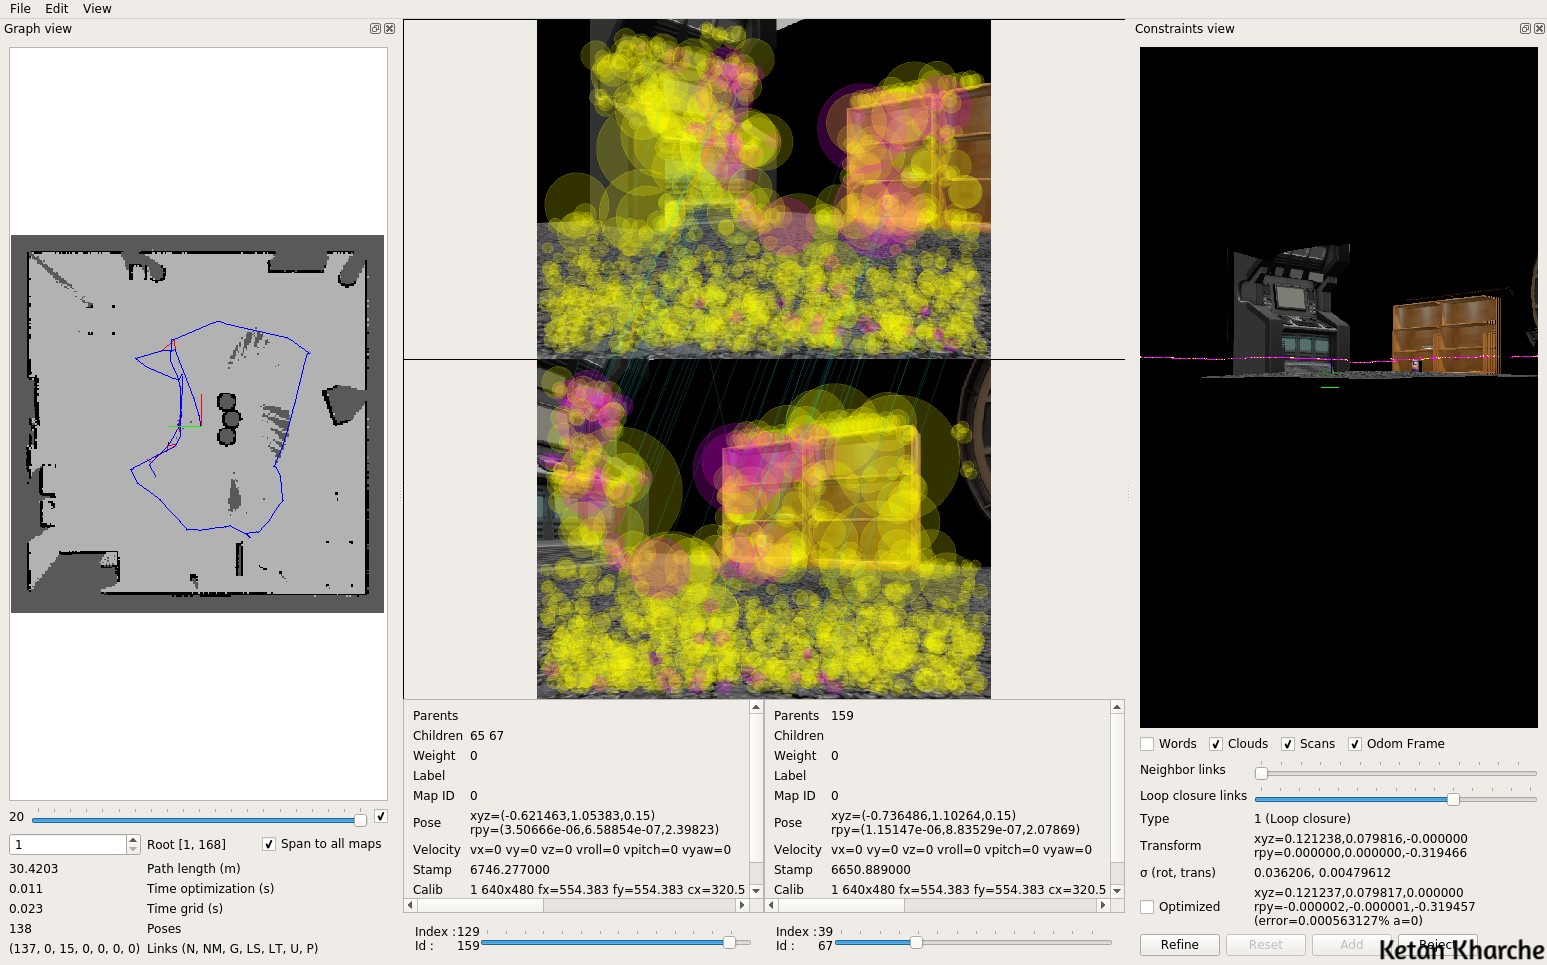 File Edit View
Graph view
20
1 Root [1, 168] Span to all maps
30.4203 Path length (m)
0.011 Time optimization (s)
0.023 Time grid (s)
138 Poses
(137, 0, 15, 0, 0, 0, 0) Links (N, NM, G, LS, LT, U, P)
Parents
Children 65 67
Weight 0
Label
Map ID 0
Pose xyz=(-0.621463,1.05383,0.15)
rpy=(3.50666e-06,6.58854e-07,2.39823)
Velocity vx=0 vy=0 vz=0 vroll=0 vpitch=0 vyaw=0
Stamp 6746.277000
Calib 1 640x480 fx=554.383 fy=554.383 cx=320.5
Index : 129
Id : 159
Parents 159
Children
Weight 0
Label
Map ID 0
Pose xyz=(-0.736486,1.10264,0.15)
rpy=(1.15147e-06,8.83529e-07,2.07869)
Velocity vx=0 vy=0 vz=0 vroll=0 vpitch=0 vyaw=0
Stamp 6650.889000
Calib 1 640x480 fx=554.383 fy=554.383 cx=320.5
Index : 39
Id : 67
Constraints view
Words Clouds Scans Odom Frame
Neighbor links
Loop closure links
Type 1 (Loop closure)
Transform xyz=0.121238,0.079816,-0.000000
rpy=0.000000,0.000000,-0.319466
σ (rot, trans) 0.036206, 0.00479612
Optimized xyz=0.121237,0.079817,0.000000
rpy=-0.000002,-0.000001,-0.319457
(error=0.000563127% a=0)
Refine Reset Add Reject
Ketan Kharche